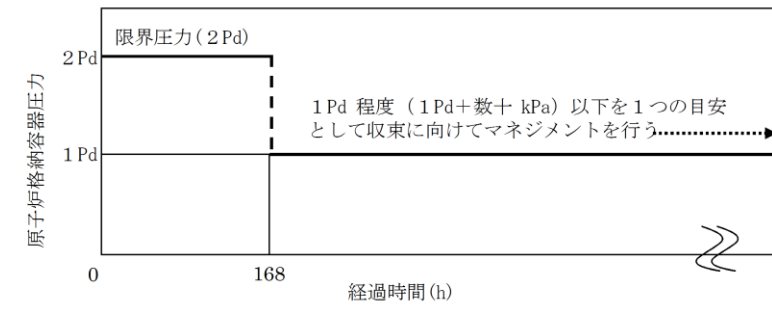 限界圧力(2Pd)
2Pd
1Pd 程度（1Pd＋数十 kPa）以下を１つの目安
として収束に向けてマネジメントを行う
1Pd
原子炉格納容器圧力
0
168
経過時間(h)